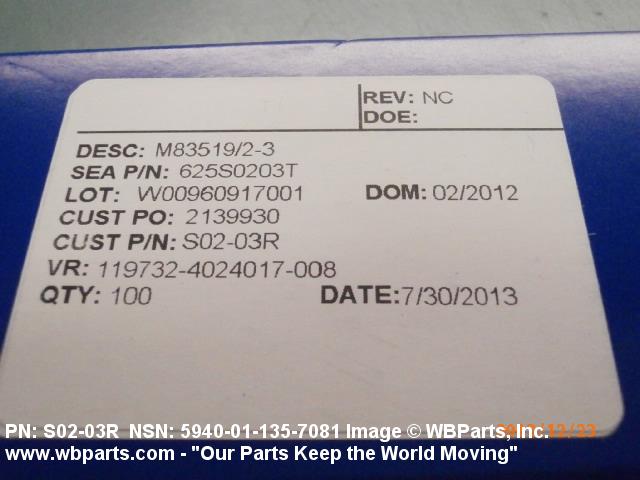 REV: NC
DOE:
DESC: M83519/2-3
SEA P/N: 625S0203T
LOT: W00960917001 DOM: 02/2012
CUST PO: 2139930
CUST P/N: S02-03R
VR: 119732-4024017-008
QTY: 100 DATE:7/30/2013
PN: S02-03R NSN: 5940-01-135-7081 Image © WBParts, Inc.
www.wbparts.com - "Our Parts Keep the World Moving"